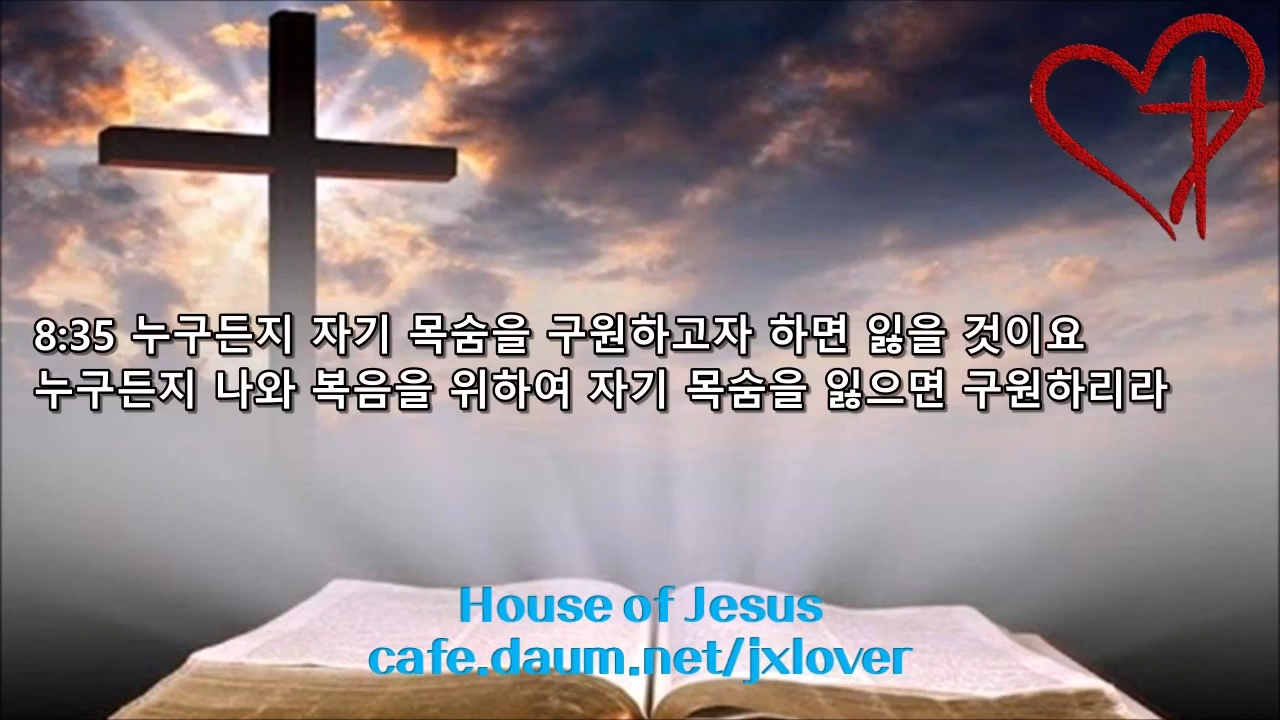 8:35 누구든지 자기 목숨을 구원하고자 하면 잃을 것이요
누구든지 나와 복음을 위하여 자기 목숨을 잃으면 구원하리라
House of Jesus
cafe.daum.net/jxlover